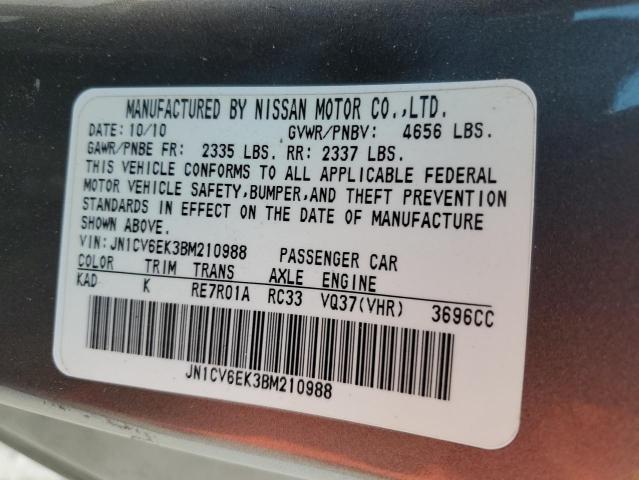 MANUFACTURED BY NISSAN MOTOR CO.,LTD.
DATE: 10/10 GVWR/PNBV: 4656 LBS.
GAWR/PNBE FR: 2335 LBS. RR: 2337 LBS.
THIS VEHICLE CONFORMS TO ALL APPLICABLE FEDERAL
MOTOR VEHICLE SAFETY, BUMPER, AND THEFT PREVENTION
STANDARDS IN EFFECT ON THE DATE OF MANUFACTURE
SHOWN ABOVE.
VIN: JN1CV6EK3BM210988 PASSENGER CAR
COLOR TRIM TRANS AXLE ENGINE
KAD K RE7R01A RC33 VQ37(VHR) 3696CC
JN1CV6EK3BM210988